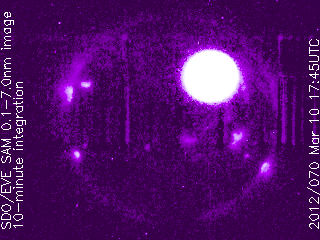 SDO/EVE SAM 0.1-7.0nm image
10-minute integration
2012/070 Mar 10 17:45UTC